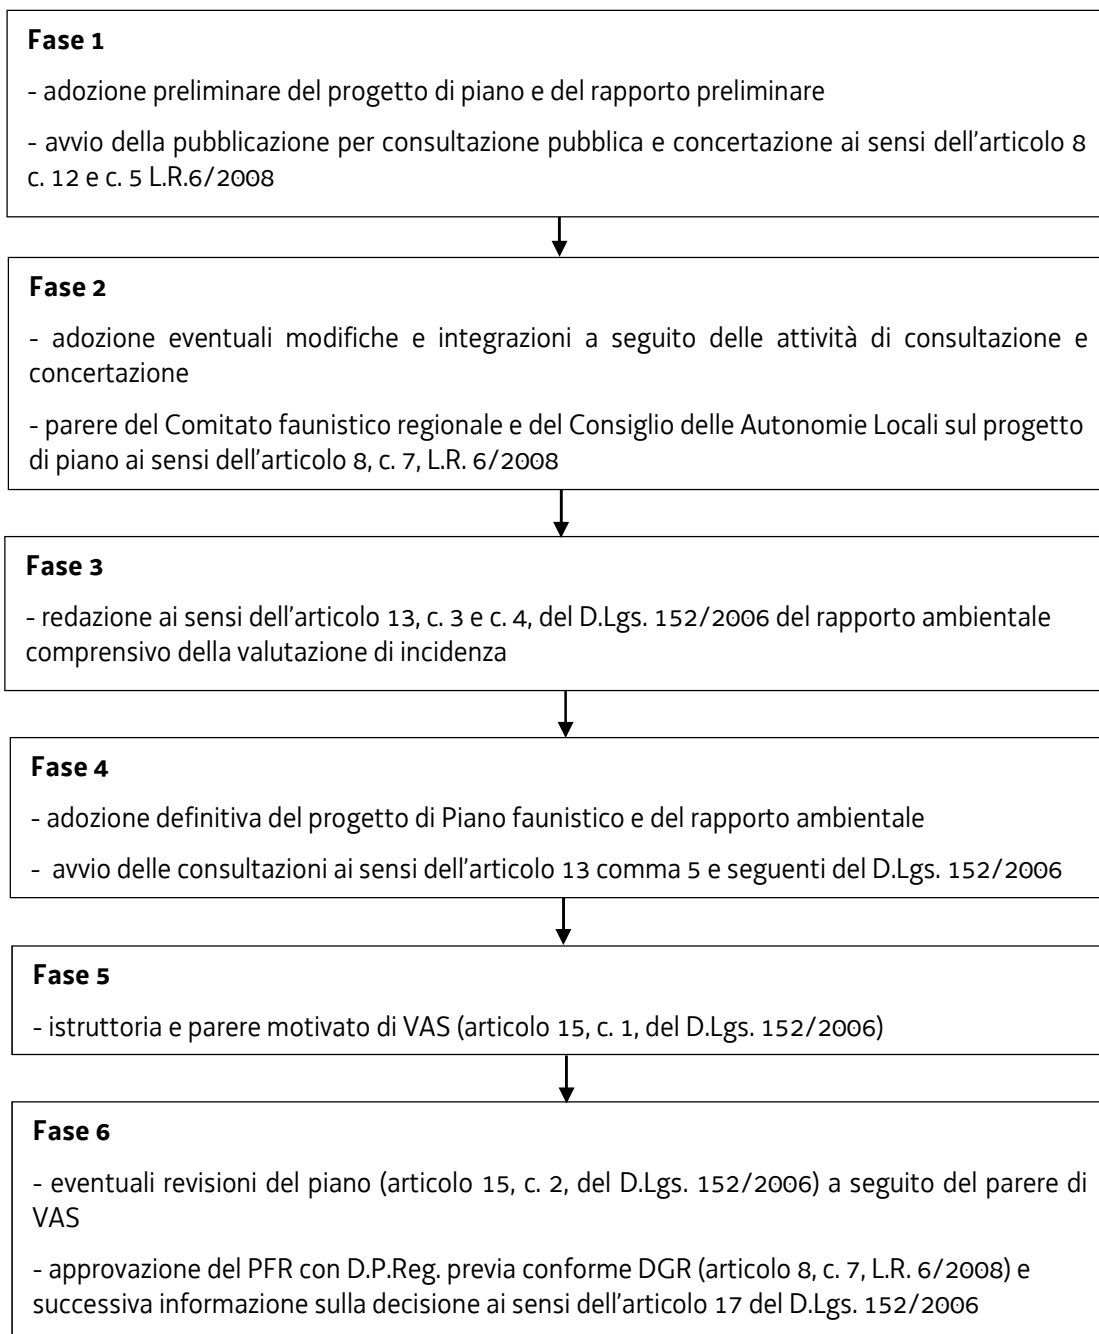 Fase 1
- adozione preliminare del progetto di piano e del rapporto preliminare
- avvio della pubblicazione per consultazione pubblica e concertazione ai sensi dell’articolo 8
c. 12 e c. 5 L.R.6/2008
Fase 2
- adozione eventuali modifiche e integrazioni a seguito delle attività di consultazione e
concertazione
- parere del Comitato faunistico regionale e del Consiglio delle Autonomie Locali sul progetto
di piano ai sensi dell’articolo 8, c. 7, L.R. 6/2008
Fase 3
- redazione ai sensi dell’articolo 13, c. 3 e c. 4, del D.Lgs. 152/2006 del rapporto ambientale
comprensivo della valutazione di incidenza
Fase 4
- adozione definitiva del progetto di Piano faunistico e del rapporto ambientale
- avvio delle consultazioni ai sensi dell’articolo 13 comma 5 e seguenti del D.Lgs. 152/2006
Fase 5
- istruttoria e parere motivato di VAS (articolo 15, c. 1, del D.Lgs. 152/2006)
Fase 6
- eventuali revisioni del piano (articolo 15, c. 2, del D.Lgs. 152/2006) a seguito del parere di
VAS
- approvazione del PFR con D.P.Reg. previa conforme DGR (articolo 8, c. 7, L.R. 6/2008) e
successiva informazione sulla decisione ai sensi dell’articolo 17 del D.Lgs. 152/2006